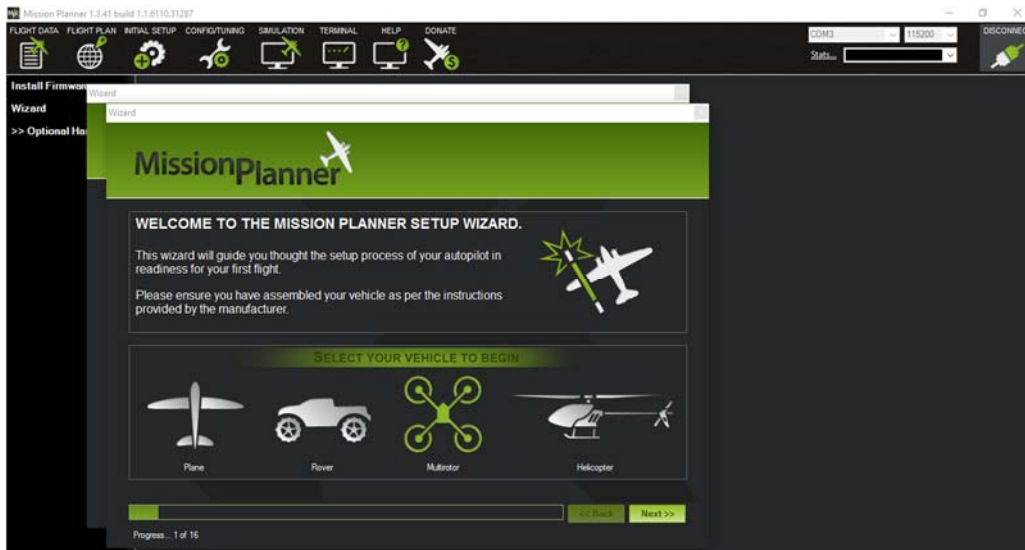 Mission Planner 1.3.41 build 1.1.6110.31287
FLIGHT DATA FLIGHT PLAN INITIAL SETUP CONFIG/TUNING SIMULATION TERMINAL HELP DONATE
COM3 115200 DISCONNEC
Stats...
Install Firmwar
Wizard
Wizard
Wizard
>> Optional Ha
MissionPlanner
WELCOME TO THE MISSION PLANNER SETUP WIZARD.
This wizard will guide you thought the setup process of your autopilot in
readiness for your first flight.
Please ensure you have assembled your vehicle as per the instructions
provided by the manufacturer.
SELECT YOUR VEHICLE TO BEGIN
Plane Rover Multirotor Helicopter
<< Back Next >>
Progress... 1 of 16